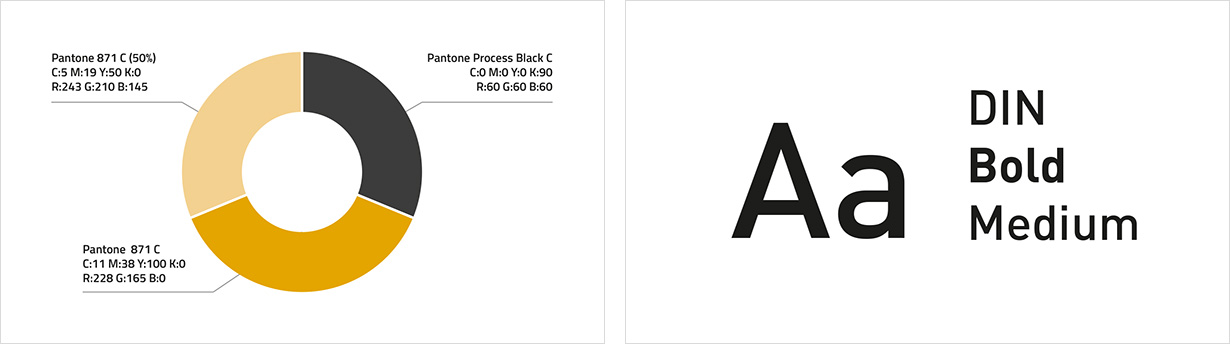 Pantone 871 C (50%)
C:5 M:19 Y:50 K:0
R:243 G:210 B:145
Pantone Process Black C
C:0 M:0 Y:0 K:90
R:60 G:60 B:60
Pantone  871 C
C:11 M:38 Y:100 K:0
R:228 G:165 B:0
Aa
DIN
Bold
Medium